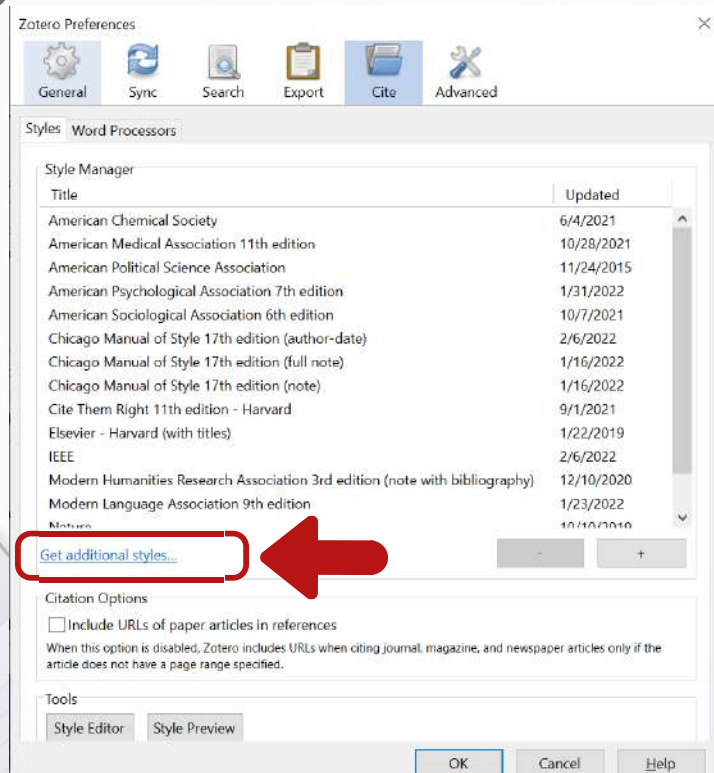 Zotero Preferences
General Sync Search Export Cite Advanced
Styles Word Processors
Style Manager
Title Updated
American Chemical Society 6/4/2021
American Medical Association 11th edition 10/28/2021
American Political Science Association 11/24/2015
American Psychological Association 7th edition 1/31/2022
American Sociological Association 6th edition 10/7/2021
Chicago Manual of Style 17th edition (author-date) 2/6/2022
Chicago Manual of Style 17th edition (full note) 1/16/2022
Chicago Manual of Style 17th edition (note) 1/16/2022
Cite Them Right 11th edition - Harvard 9/1/2021
Elsevier - Harvard (with titles) 1/22/2019
IEEE 2/6/2022
Modern Humanities Research Association 3rd edition (note with bibliography) 12/10/2020
Modern Language Association 9th edition 1/23/2022
Nature 10/10/2019
Get additional styles... - +
Citation Options
Include URLs of paper articles in references
When this option is disabled, Zotero includes URLs when citing journal, magazine, and newspaper articles only if the
article does not have a page range specified.
Tools
Style Editor Style Preview
OK Cancel Help